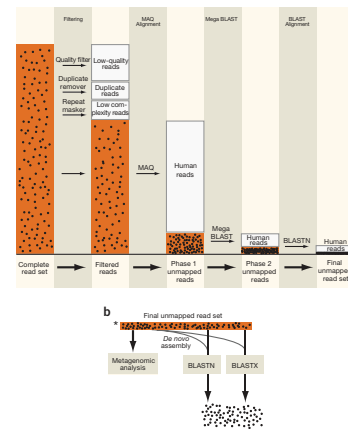 Filtering
MAQ
Alignment
Mega BLAST
BLAST
Alignment
Quality filter
Low-quality
reads
Duplicate
remover
Duplicate
reads
Repeat
masker
Low com-
plexity reads
MAQ
Human
reads
Mega
BLAST
Human
reads
BLASTN
Human
reads
Complete
read set
Filtered
reads
Phase 1
unmapped
reads
Phase 2
unmapped
reads
Final
unmapped
read set
b
Final unmapped read set
*
De novo
assembly
Metagenomic
analysis
BLASTN
BLASTX